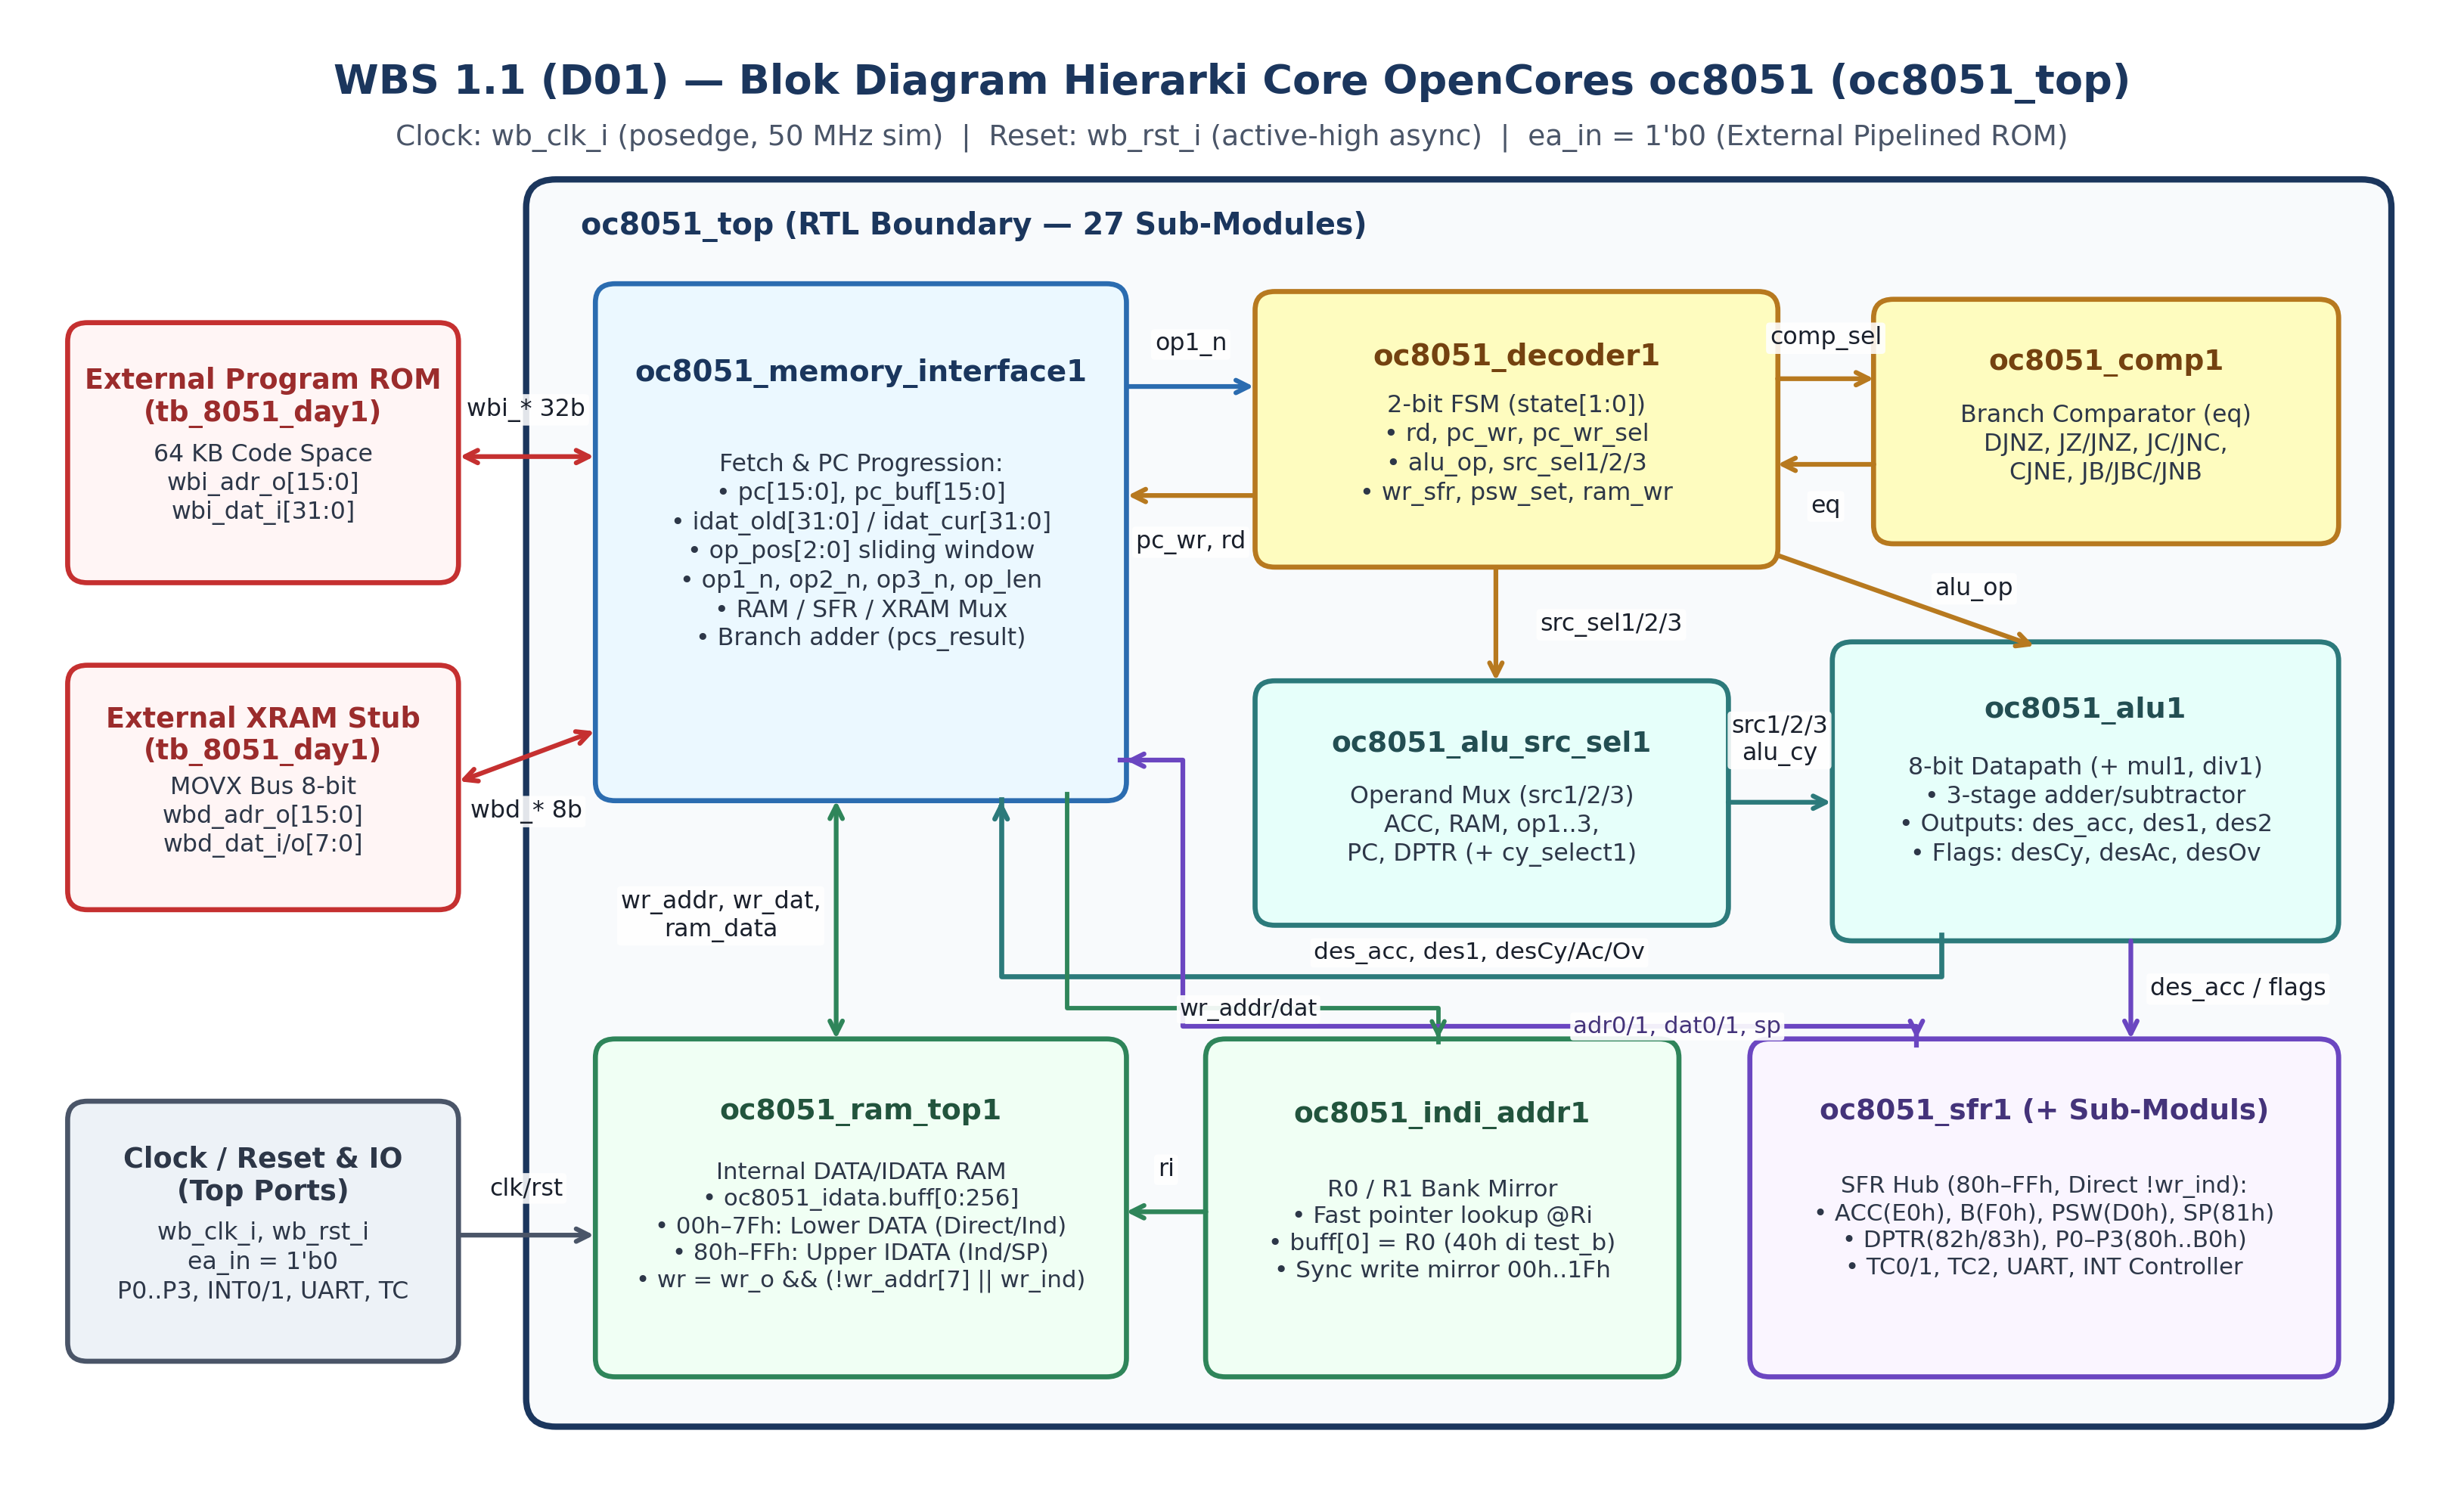 WBS 1.1 (D01) — Blok Diagram Hierarki Core OpenCores oc8051 (oc8051_top)
Clock: wb_clk_i (posedge, 50 MHz sim) | Reset: wb_rst_i (active-high async) | ea_in = 1'b0 (External Pipelined ROM)
oc8051_top (RTL Boundary — 27 Sub-Modules)
External Program ROM
(tb_8051_day1)
64 KB Code Space
wbi_adr_o[15:0]
wbi_dat_i[31:0]
wbi_* 32b
oc8051_memory_interface1
Fetch & PC Progression:
• pc[15:0], pc_buf[15:0]
• idat_old[31:0] / idat_cur[31:0]
• op_pos[2:0] sliding window
• op1_n, op2_n, op3_n, op_len
• RAM / SFR / XRAM Mux
• Branch adder (pcs_result)
op1_n
pc_wr, rd
oc8051_decoder1
2-bit FSM (state[1:0])
• rd, pc_wr, pc_wr_sel
• alu_op, src_sel1/2/3
• wr_sfr, psw_set, ram_wr
comp_sel
eq
oc8051_comp1
Branch Comparator (eq)
DJNZ, JZ/JNZ, JC/JNC,
CJNE, JB/JBC/JNB
alu_op
src_sel1/2/3
External XRAM Stub
(tb_8051_day1)
MOVX Bus 8-bit
wbd_adr_o[15:0]
wbd_dat_i/o[7:0]
wbd_* 8b
oc8051_alu_src_sel1
Operand Mux (src1/2/3)
ACC, RAM, op1..3,
PC, DPTR (+ cy_select1)
src1/2/3
alu_cy
oc8051_alu1
8-bit Datapath (+ mul1, div1)
• 3-stage adder/subtractor
• Outputs: des_acc, des1, des2
• Flags: desCy, desAc, desOv
wr_addr, wr_dat,
ram_data
des_acc, des1, desCy/Ac/Ov
des_acc / flags
wr_addr/dat
adr0/1, dat0/1, sp
Clock / Reset & IO
(Top Ports)
wb_clk_i, wb_rst_i
ea_in = 1'b0
P0..P3, INT0/1, UART, TC
clk/rst
oc8051_ram_top1
Internal DATA/IDATA RAM
• oc8051_idata.buff[0:256]
• 00h–7Fh: Lower DATA (Direct/Ind)
• 80h–FFh: Upper IDATA (Ind/SP)
• wr = wr_o && (!wr_addr[7] || wr_ind)
ri
oc8051_indi_addr1
R0 / R1 Bank Mirror
• Fast pointer lookup @Ri
• buff[0] = R0 (40h di test_b)
• Sync write mirror 00h..1Fh
oc8051_sfr1 (+ Sub-Moduls)
SFR Hub (80h–FFh, Direct !wr_ind):
• ACC(E0h), B(F0h), PSW(D0h), SP(81h)
• DPTR(82h/83h), P0–P3(80h..B0h)
• TC0/1, TC2, UART, INT Controller